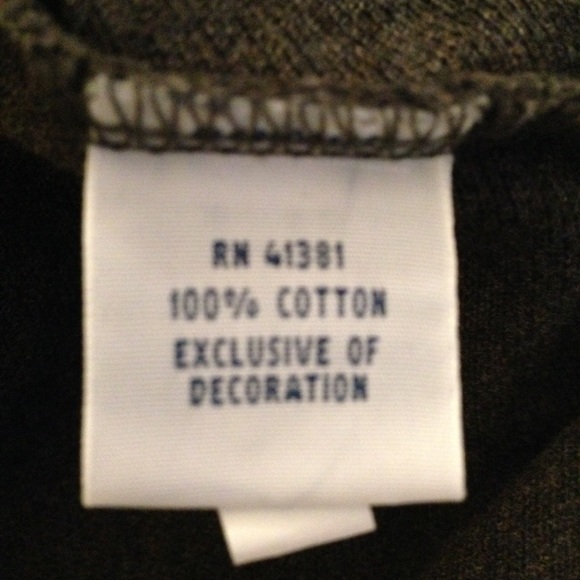 RN 41381
100% COTTON
EXCLUSIVE OF
DECORATION